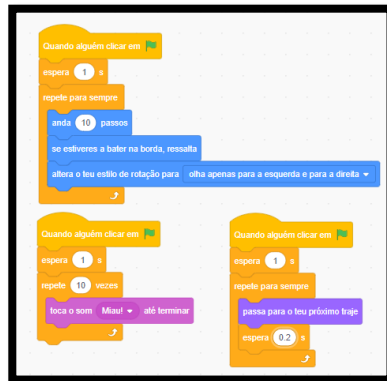 Quando alguém clicar em
espera 1 s
repete para sempre
anda 10 passos
se estiveres a bater na borda, ressalta
altera o teu estilo de rotação para olha apenas para a esquerda e para a direita
Quando alguém clicar em
espera 1 s
repete 10 vezes
toca o som Miau! até terminar
Quando alguém clicar em
espera 1 s
repete para sempre
passa para o teu próximo traje
espera 0.2 s